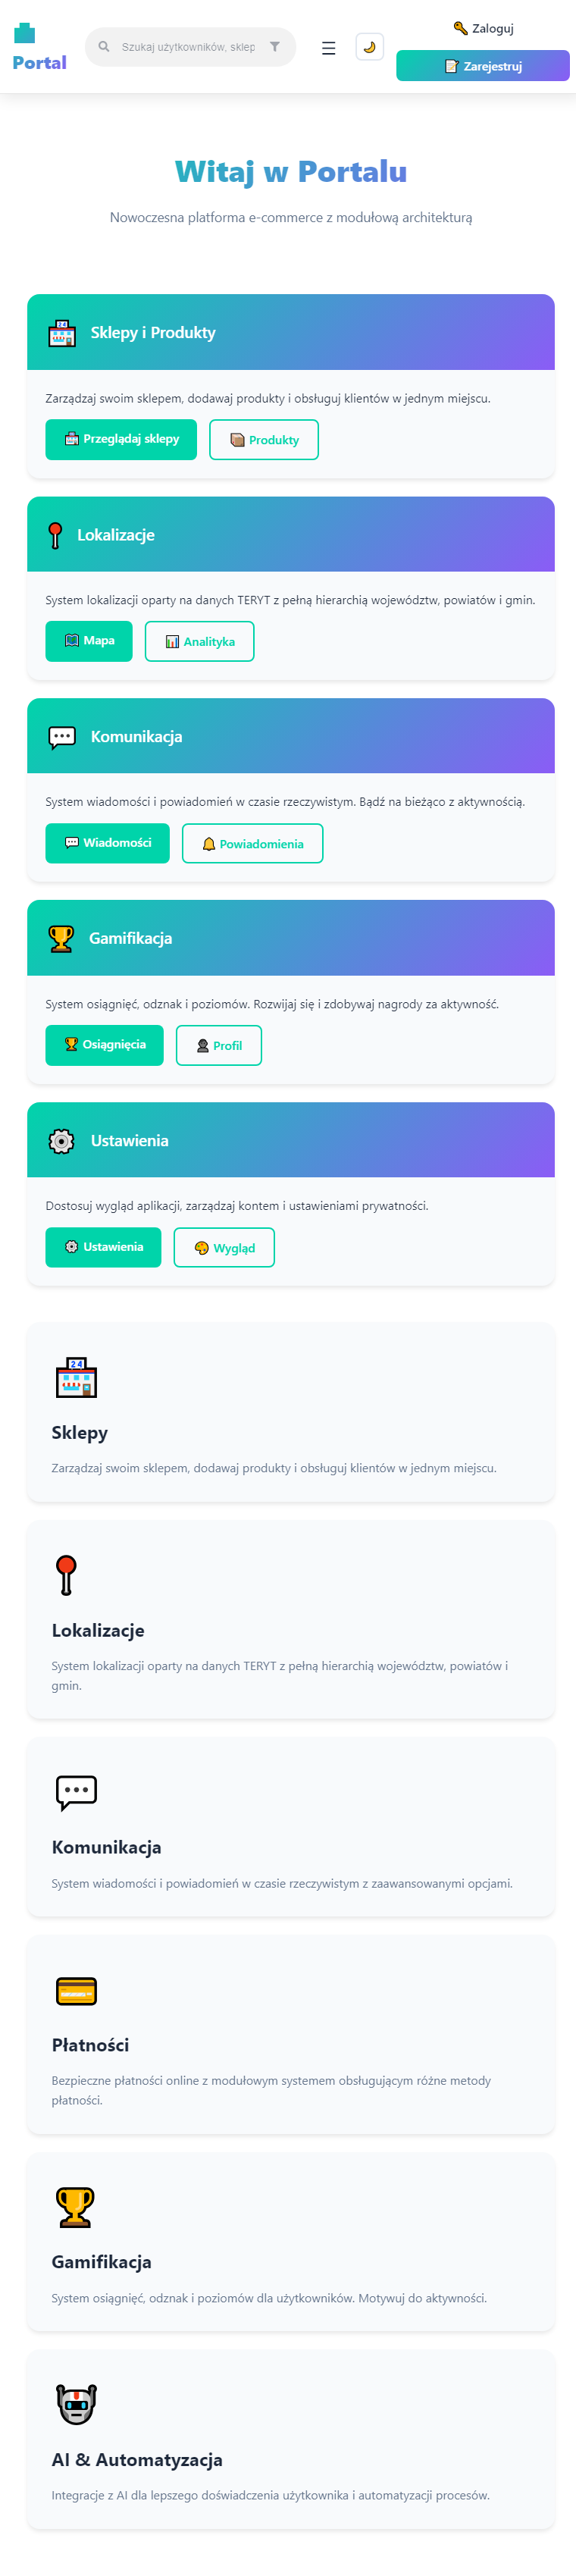 Portal
Szukaj użytkowników, sklep
Zaloguj
Zarejestruj
Witaj w Portalu
Nowoczesna platforma e-commerce z modułową architekturą
24
Sklepy i Produkty
Zarządzaj swoim sklepem, dodawaj produkty i obsługuj klientów w jednym miejscu.
Przeglądaj sklepy
Produkty
Lokalizacje
System lokalizacji oparty na danych TERYT z pełną hierarchią województw, powiatów i gmin.
Mapa
Analityka
Komunikacja
System wiadomości i powiadomień w czasie rzeczywistym. Bądź na bieżąco z aktywnością.
Wiadomości
Powiadomienia
Gamifikacja
System osiągnięć, odznak i poziomów. Rozwijaj się i zdobywaj nagrody za aktywność.
Osiągnięcia
Profil
Ustawienia
Dostosuj wygląd aplikacji, zarządzaj kontem i ustawieniami prywatności.
Ustawienia
Wygląd
24
Sklepy
Zarządzaj swoim sklepem, dodawaj produkty i obsługuj klientów w jednym miejscu.
Lokalizacje
System lokalizacji oparty na danych TERYT z pełną hierarchią województw, powiatów i
gmin.
Komunikacja
System wiadomości i powiadomień w czasie rzeczywistym z zaawansowanymi opcjami.
Płatności
Bezpieczne płatności online z modułowym systemem obsługującym różne metody
płatności.
Gamifikacja
System osiągnięć, odznak i poziomów dla użytkowników. Motywuj do aktywności.
AI & Automatyzacja
Integracje z AI dla lepszego doświadczenia użytkownika i automatyzacji procesów.